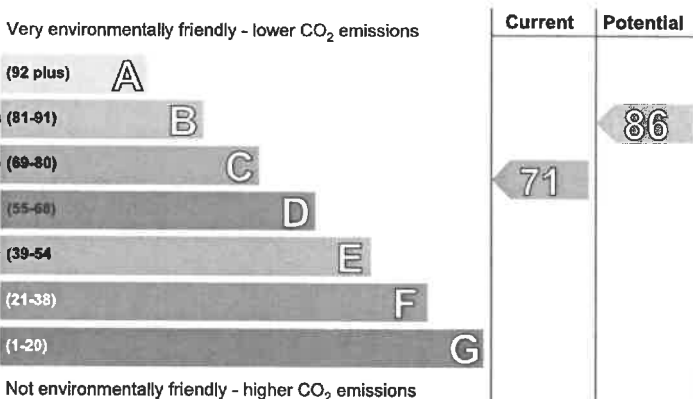 Very environmentally friendly - lower CO₂ emissions
Current
Potential
(92 plus) A
(81-91) B
86
(69-80) C
71
(55-68) D
(39-54 E
(21-38) F
(1-20) G
Not environmentally friendly - higher CO₂ emissions